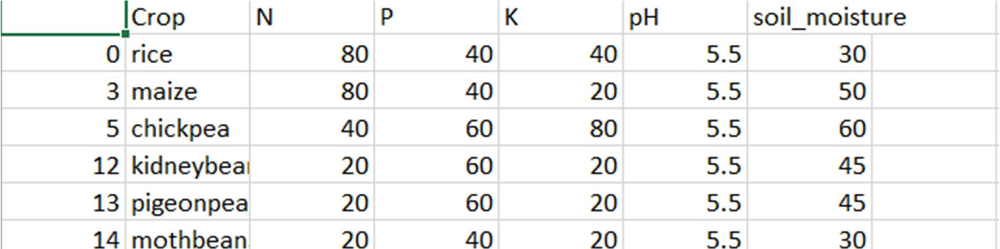 Crop N P K pH soil_moisture
0 rice 80 40 40 5.5 30
3 maize 80 40 20 5.5 50
5 chickpea 40 60 80 5.5 60
12 kidneybea 20 60 20 5.5 45
13 pigeonpea 20 60 20 5.5 45
14 mothbean 20 40 20 5.5 30